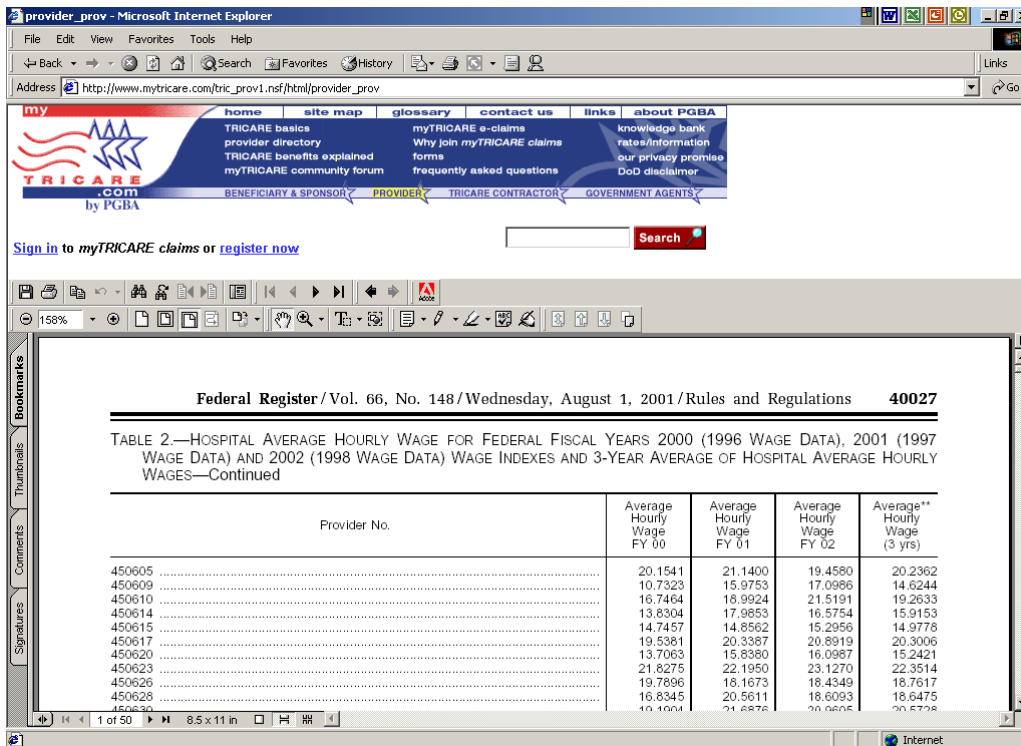 provider_prov - Microsoft Internet Explorer
File Edit View Favorites Tools Help
Back Search Favorites History Links
Address http://www.mytricare.com/tric_prov1.nsf/html/provider_prov Go
my
TRICARE
.com
by PGBA
home site map glossary contact us links about PGBA
TRICARE basics myTRICARE e-claims knowledge bank
provider directory Why join myTRICARE claims rates/information
TRICARE benefits explained forms our privacy promise
myTRICARE community forum frequently asked questions DoD disclaimer
BENEFICIARY & SPONSOR PROVIDER TRICARE CONTRACTOR GOVERNMENT AGENTS
Search
Sign in to myTRICARE claims or register now
Adobe
158%
Bookmarks
Thumbnails
Comments
Signatures
Federal Register / Vol. 66, No. 148 / Wednesday, August 1, 2001 / Rules and Regulations 40027
TABLE 2.—HOSPITAL AVERAGE HOURLY WAGE FOR FEDERAL FISCAL YEARS 2000 (1996 WAGE DATA), 2001 (1997
WAGE DATA) AND 2002 (1998 WAGE DATA) WAGE INDEXES AND 3-YEAR AVERAGE OF HOSPITAL AVERAGE HOURLY
WAGES—Continued
Provider No. Average Hourly Wage FY 00 Average Hourly Wage FY 01 Average Hourly Wage FY 02 Average** Hourly Wage (3 yrs)
450605 20.1541 21.1400 19.4580 20.2362
450609 10.7323 15.9753 17.0986 14.6244
450610 16.7464 18.9924 21.5191 19.2633
450614 13.8304 17.9853 16.5754 15.9153
450615 14.7457 14.8562 15.2956 14.9778
450617 19.5381 20.3387 20.8919 20.3006
450620 13.7063 15.8380 16.0987 15.2421
450623 21.8275 22.1950 23.1270 22.3514
450626 19.7896 18.1673 18.4349 18.7617
450628 16.8345 20.5611 18.6093 18.6475
450630 19.1904 21.6876 20.9605 20.5728
1 of 50 8.5 x 11 in
Internet